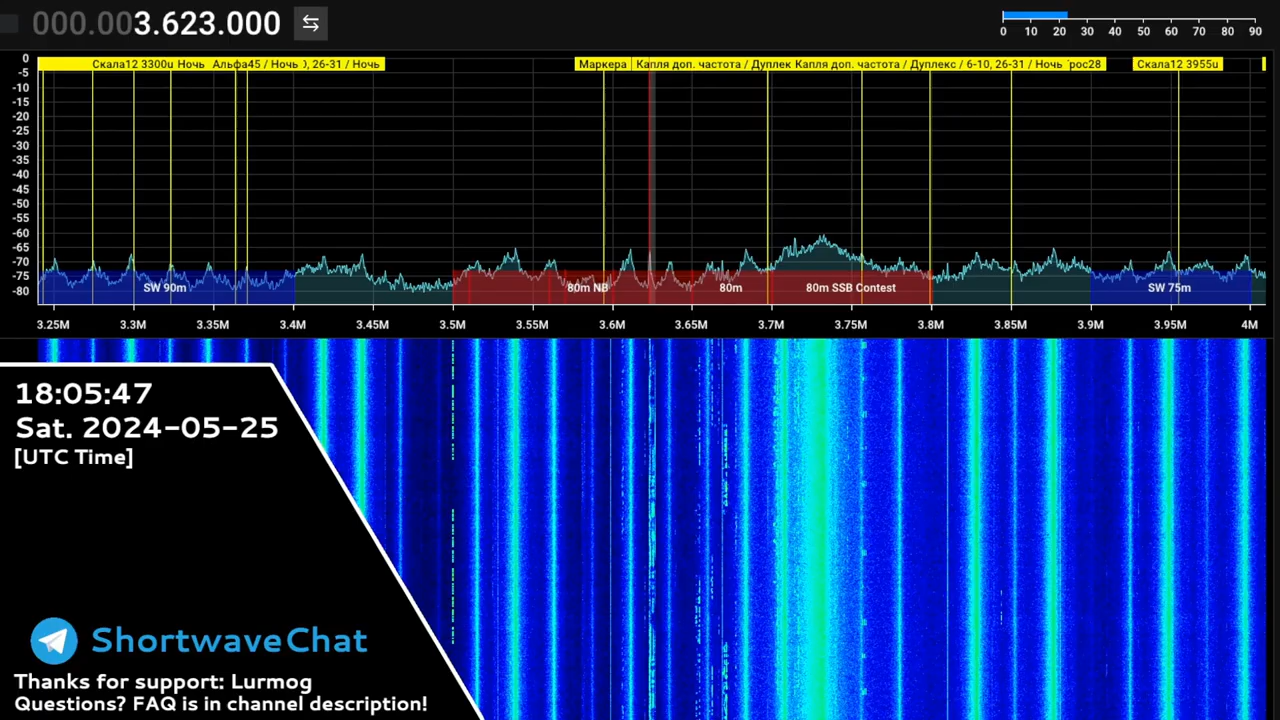 000.003.623.000
0 10 20 30 40 50 60 70 80 90
0
-5
-10
-15
-20
-25
-30
-35
-40
-45
-50
-55
-60
-65
-70
-75
-80
Скала12 3300u Ночь Альфа45 / Ночь ), 26-31 / Ночь
Маркера Капля доп. частота / Дуплек Капля доп. частота / Дуплекс / 6-10, 26-31 / Ночь рос28 Скала12 3955u
SW 90m 80m NB 80m 80m SSB Contest SW 75m
3.25M 3.3M 3.35M 3.4M 3.45M 3.5M 3.55M 3.6M 3.65M 3.7M 3.75M 3.8M 3.85M 3.9M 3.95M 4M
18:05:47
Sat. 2024-05-25
[UTC Time]
ShortwaveChat
Thanks for support: Lurmog
Questions? FAQ is in channel description!